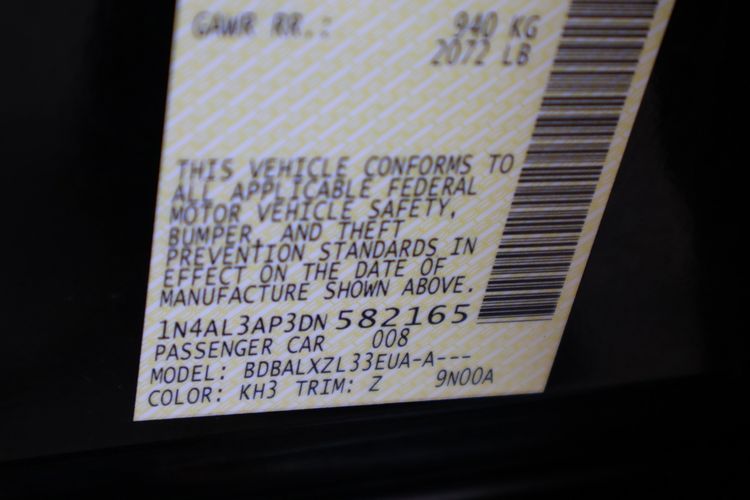 GAWR RR.: 940 KG
2072 LB
THIS VEHICLE CONFORMS TO
ALL APPLICABLE FEDERAL
MOTOR VEHICLE SAFETY,
BUMPER, AND THEFT
PREVENTION STANDARDS IN
EFFECT ON THE DATE OF
MANUFACTURE SHOWN ABOVE.
1N4AL3AP3DN 582165
PASSENGER CAR 008
MODEL: BDBALXZL33EUA-A---
COLOR: KH3 TRIM: Z 9N00A